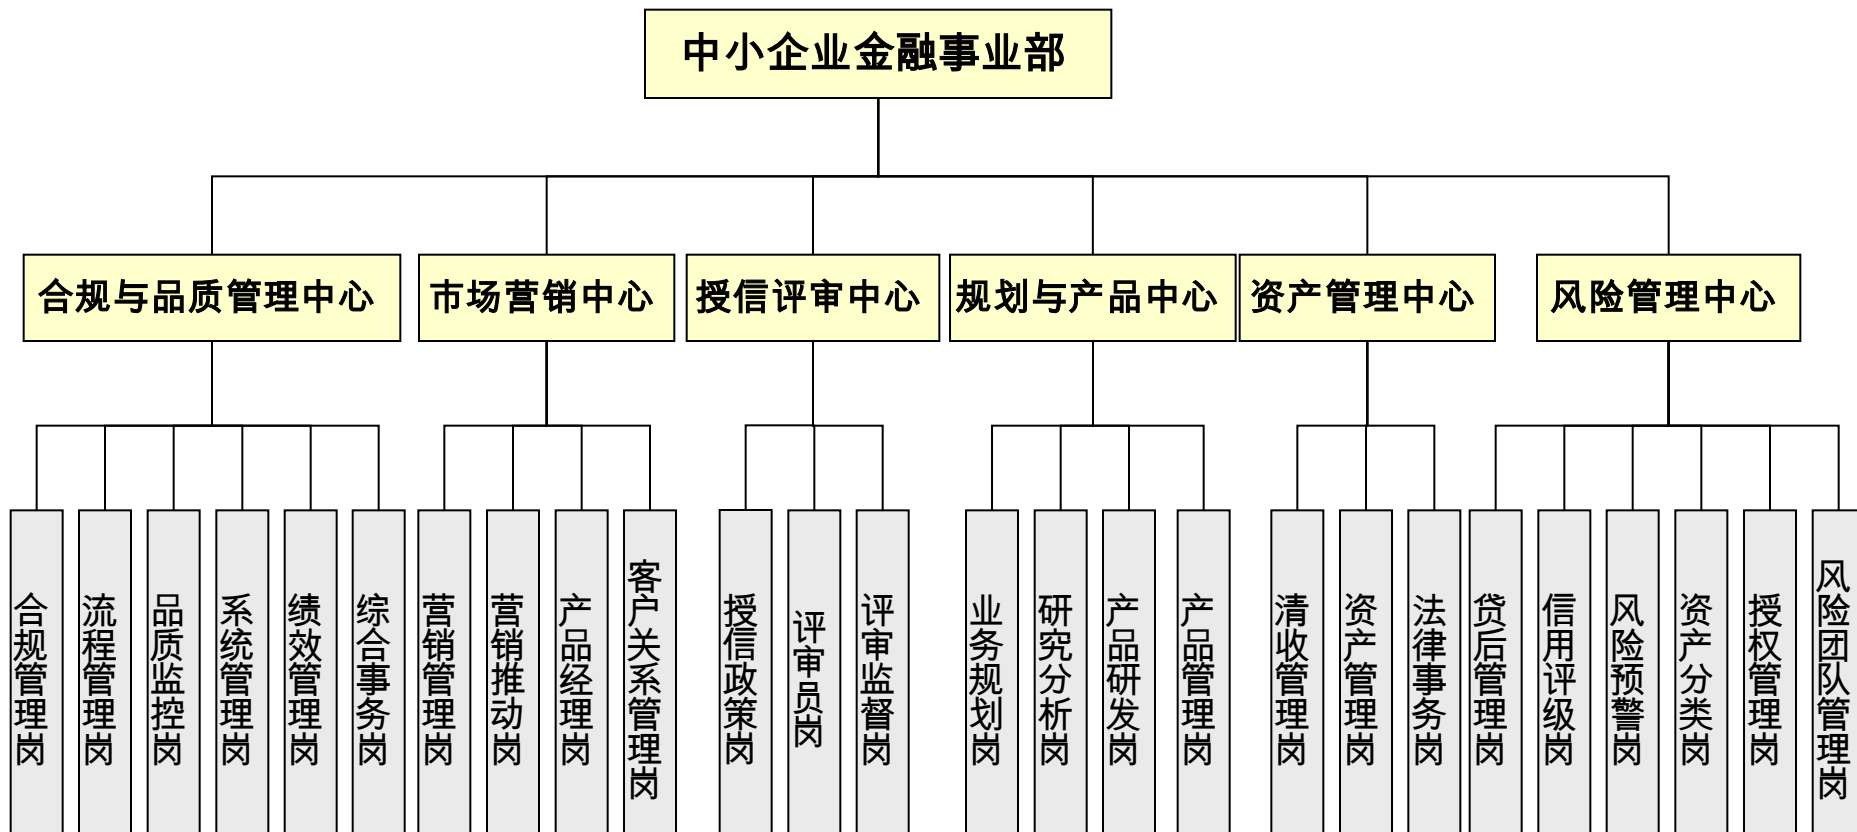 中小企业金融事业部
合规与品质管理中心
市场营销中心
授信评审中心
规划与产品中心
资产管理中心
风险管理中心
合规管理岗
流程管理岗
品质监控岗
系统管理岗
绩效管理岗
综合事务岗
营销管理岗
营销推动岗
产品经理岗
客户关系管理岗
授信政策岗
评审员岗
评审监督岗
业务规划岗
研究分析岗
产品研发岗
产品管理岗
清收管理岗
资产管理岗
法律事务岗
贷后管理岗
信用评级岗
风险预警岗
资产分类岗
授权管理岗
风险团队管理岗